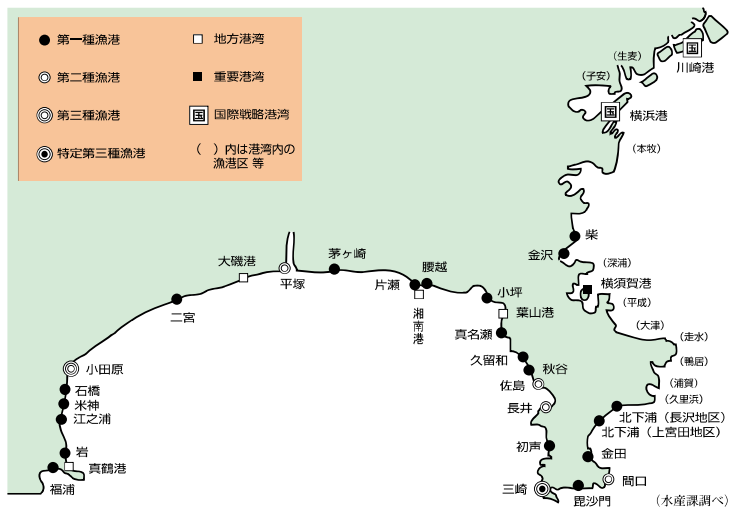 第一種漁港
地方港湾
第二種漁港
重要港湾
第三種漁港
国
国際戦略港湾
特定第三種漁港
（　）内は港湾内の
漁港区 等
国
川崎港
（生麦）
（子安）
国
横浜港
（本牧）
柴
金沢
（深浦）
横須賀港
（平成）
（大津）
（走水）
（鴨居）
（浦賀）
（久里浜）
北下浦（長沢地区）
北下浦（上宮田地区）
金田
間口
毘沙門
三崎
初声
長井
佐島
秋谷
久留和
真名瀬
葉山港
小坪
腰越
片瀬
湘南港
茅ヶ崎
平塚
大磯港
二宮
小田原
石橋
米神
江之浦
岩
真鶴港
福浦
（水産課調べ）